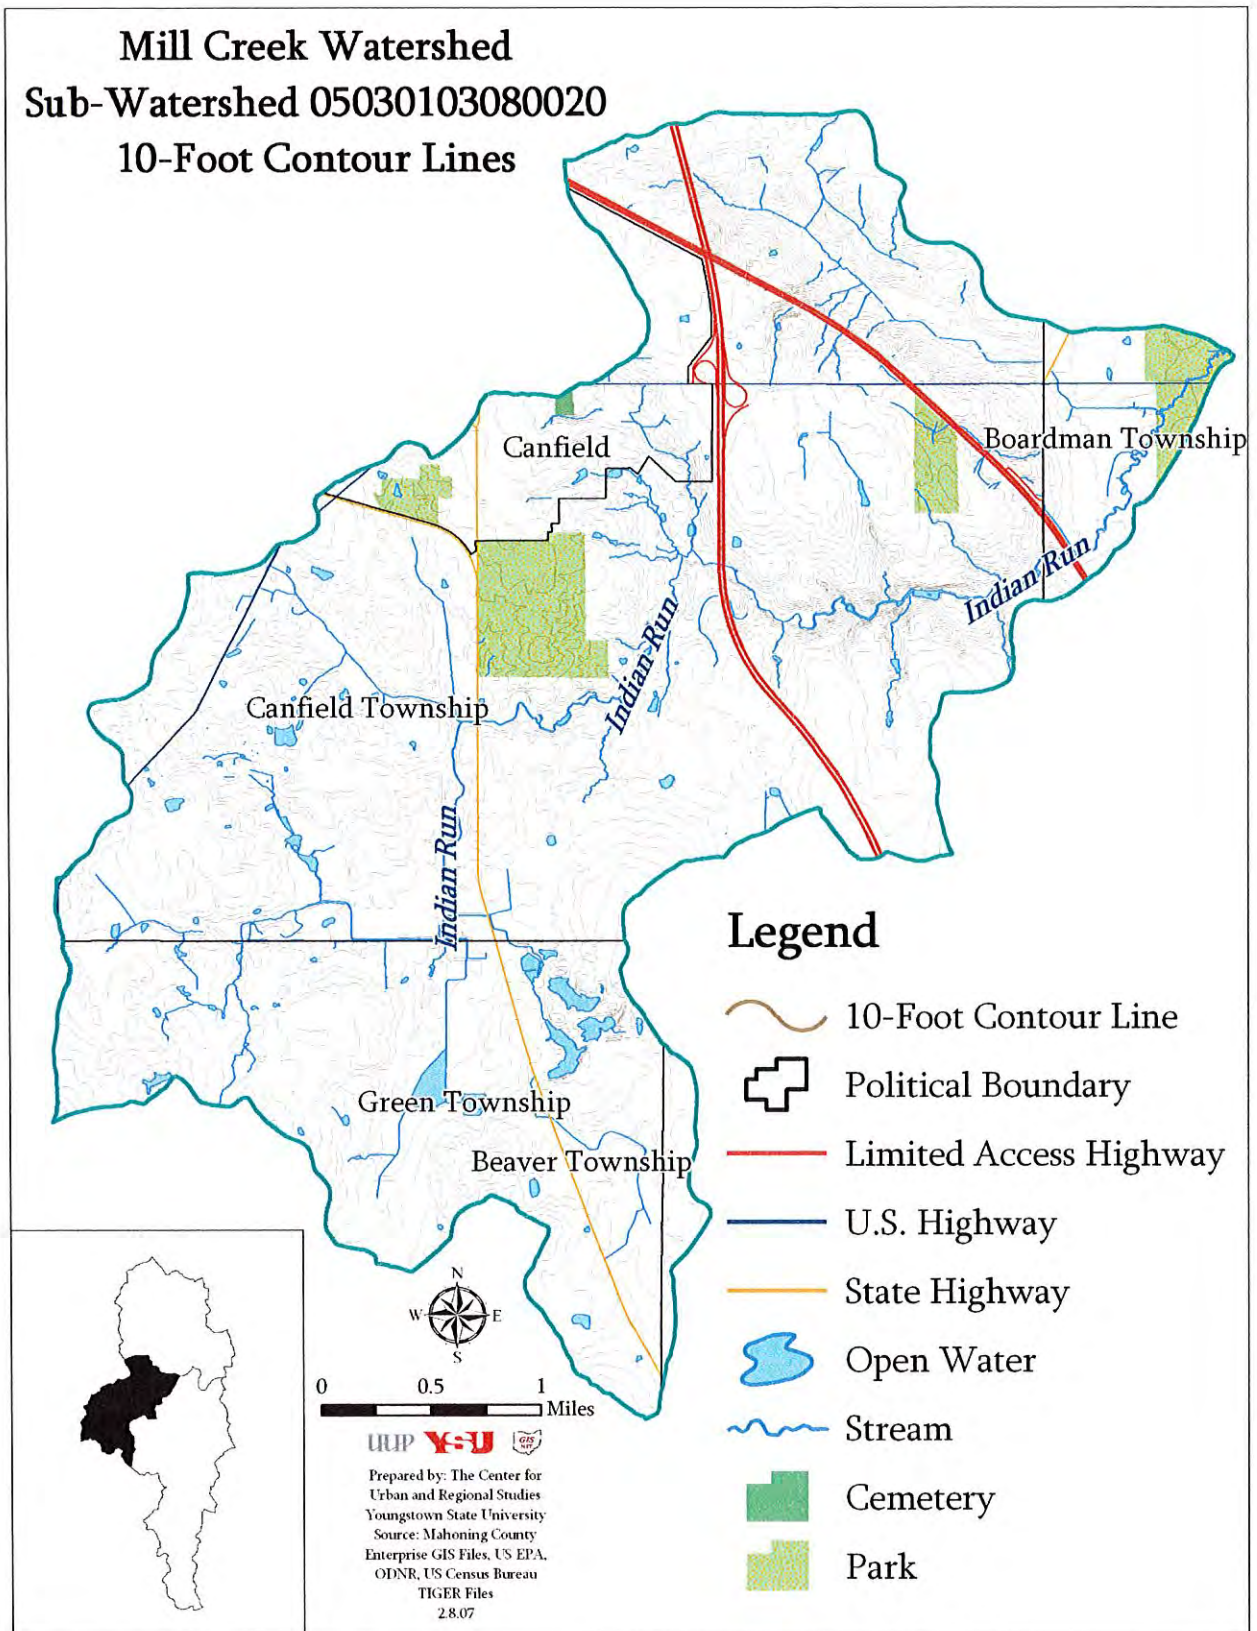 Mill Creek Watershed
Sub-Watershed 05030103080020
10-Foot Contour Lines
Canfield
Boardman Township
Indian Run
Indian Run
Canfield Township
Indian Run
Green Township
Beaver Township
Legend
10-Foot Contour Line
Political Boundary
Limited Access Highway
U.S. Highway
State Highway
Open Water
Stream
Cemetery
Park
N
W E
S
0 0.5 1
Miles
UUP YSU GIS
Prepared by: The Center for
Urban and Regional Studies
Youngstown State University
Source: Mahoning County
Enterprise GIS Files, US EPA,
ODNR, US Census Bureau
TIGER Files
2.8.07